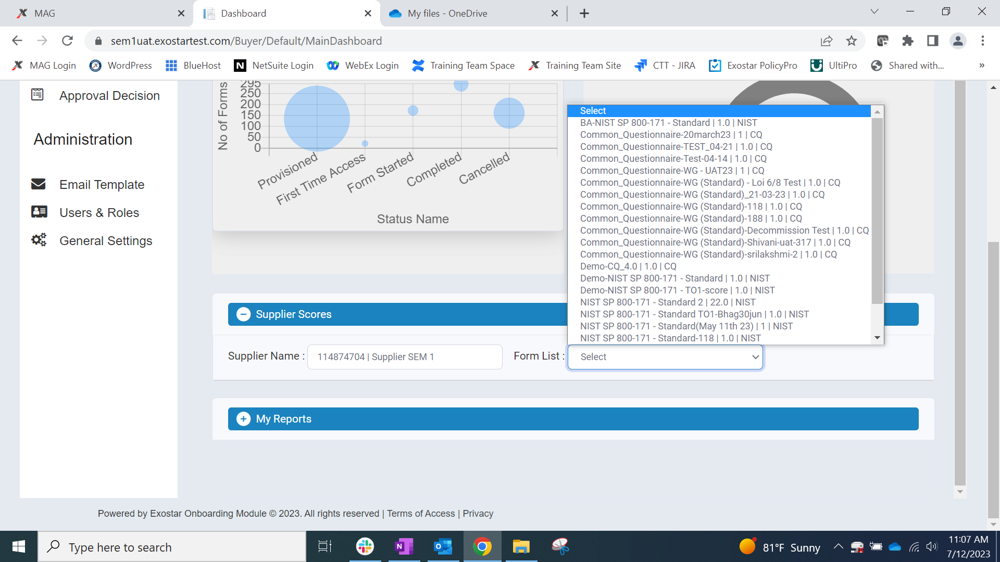 MAG
Dashboard
My files - OneDrive
sem1uat.exostartest.com/Buyer/Default/MainDashboard
MAG Login
WordPress
BlueHost
N
NetSuite Login
WebEx Login
Training Team Space
Training Team Site
CTT - JIRA
Exostar PolicyPro
UltiPro
Shared with...
»
Approval Decision
Administration
Email Template
Users & Roles
General Settings
No of Forms
295
250
200
150
100
50
0
Provisioned
First Time Access
Form Started
Completed
Cancelled
Status Name
Select
BA-NIST SP 800-171 - Standard | 1.0 | NIST
Common_Questionnaire-20march23 | 1 | CQ
Common_Questionnaire-TEST_04-21 | 1.0 | CQ
Common_Questionnaire-Test-04-14 | 1.0 | CQ
Common_Questionnaire-WG - UAT23 | 1 | CQ
Common_Questionnaire-WG (Standard) - Loi 6/8 Test | 1.0 | CQ
Common_Questionnaire-WG (Standard)_21-03-23 | 1.0 | CQ
Common_Questionnaire-WG (Standard)-118 | 1.0 | CQ
Common_Questionnaire-WG (Standard)-188 | 1.0 | CQ
Common_Questionnaire-WG (Standard)-Decommission Test | 1.0 | CQ
Common_Questionnaire-WG (Standard)-Shivani-uat-317 | 1.0 | CQ
Common_Questionnaire-WG (Standard)-srilakshmi-2 | 1.0 | CQ
Demo-CQ_4.0 | 1.0 | CQ
Demo-NIST SP 800-171 - Standard | 1.0 | NIST
Demo-NIST SP 800-171 - TO1-score | 1.0 | NIST
NIST SP 800-171 - Standard 2 | 22.0 | NIST
NIST SP 800-171 - Standard TO1-Bhag30jun | 1.0 | NIST
NIST SP 800-171 - Standard(May 11th 23) | 1 | NIST
NIST SP 800-171 - Standard-118 | 1.0 | NIST
Supplier Scores
Supplier Name : 114874704 | Supplier SEM 1 Form List : Select
My Reports
Powered by Exostar Onboarding Module © 2023. All rights reserved | Terms of Access | Privacy
Type here to search
81°F Sunny
11:07 AM
7/12/2023